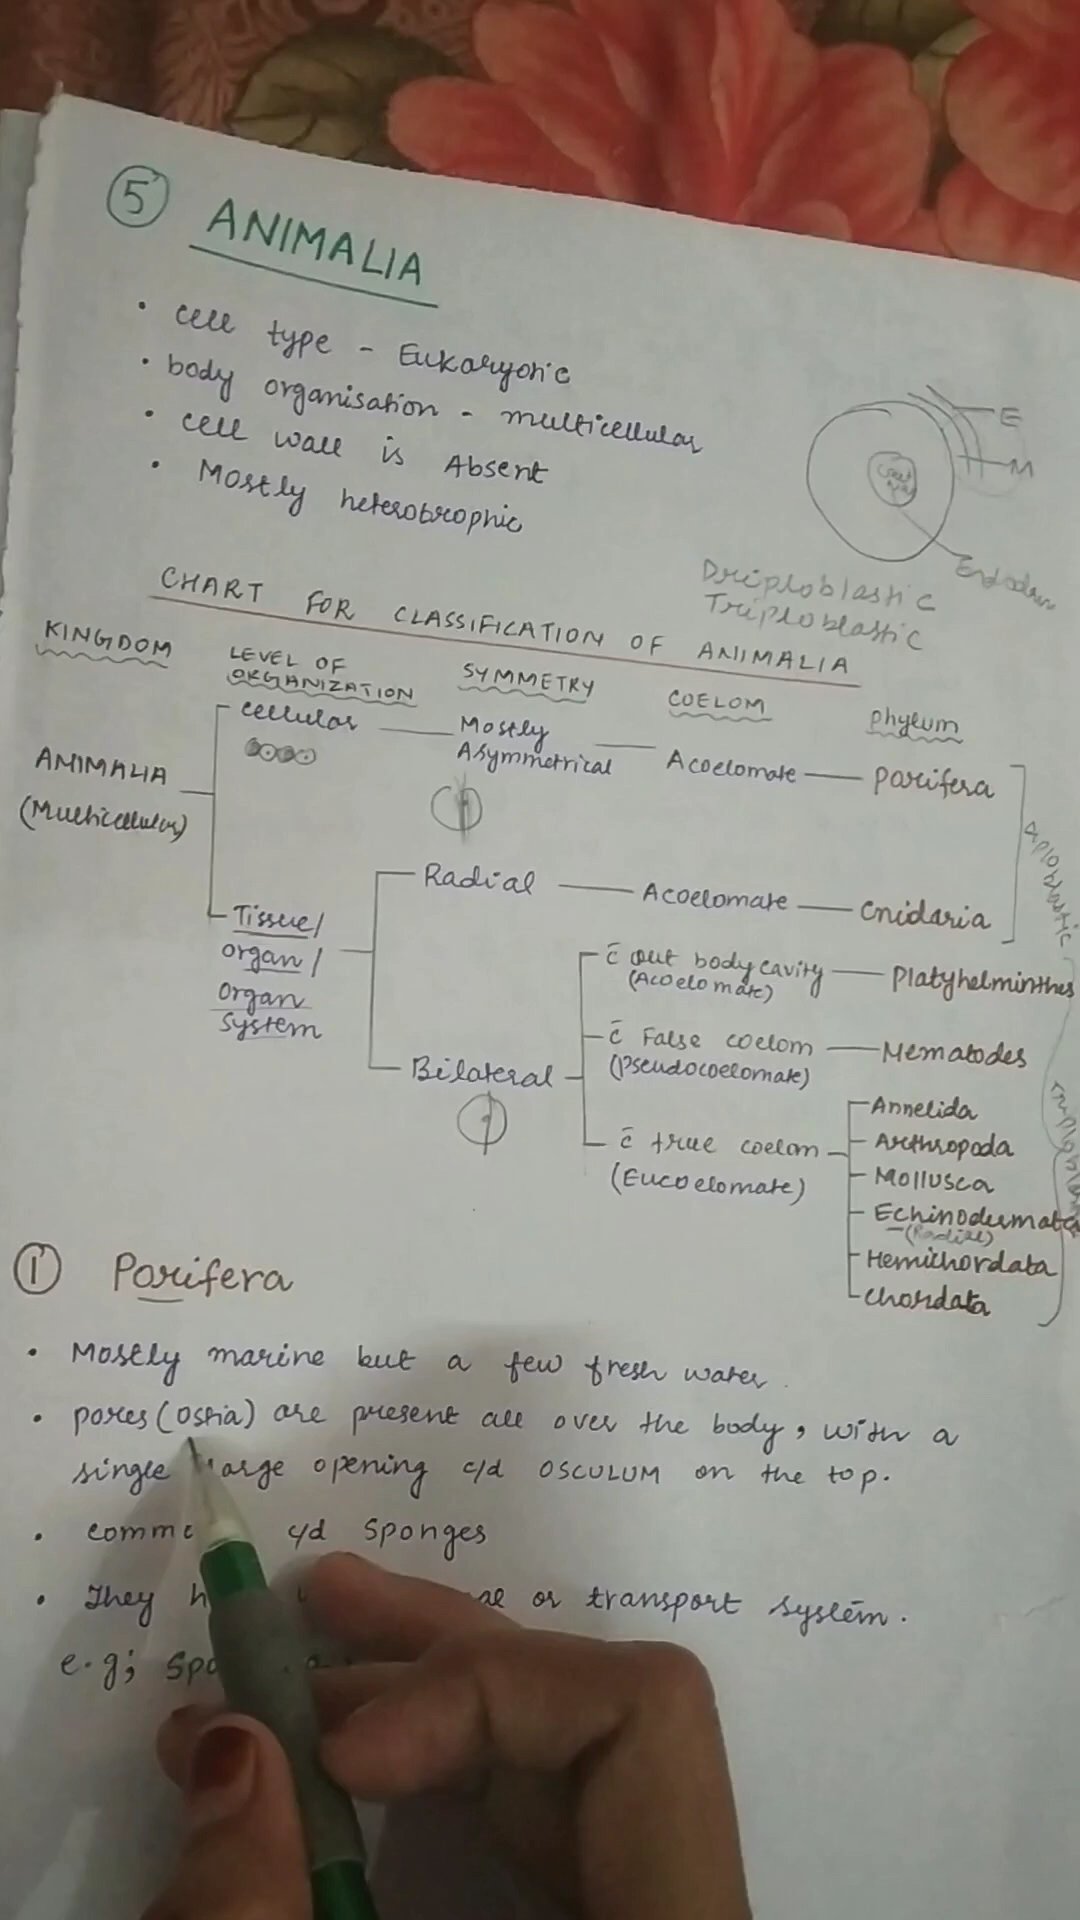 5 ANIMALIA
• cell type - Eukaryotic
• body organisation - multicellular
• cell wall is Absent
• Mostly heterotrophic
E
M
Endoderm
Driploblastic
Triploblastic
CHART FOR CLASSIFICATION OF ANIMALIA
KINGDOM LEVEL OF ORGANIZATION SYMMETRY COELOM phylum
ANIMALIA
(Multicellular)
cellular Mostly Asymmetrical Acoelomate porifera
Tissue/
organ/
organ
system
Radial Acoelomate cnidaria
Bilateral
c̄ out body cavity Platyhelminthes
(Acoelomate)
c̄ False coelom Nematodes
(Pseudocoelomate)
c̄ true coelom
(Eucoelomate)
Annelida
Arthropoda
Mollusca
Echinodermata
(Radial)
Hemichordata
chordata
1 Porifera
• Mostly marine but a few fresh water.
• pores (ostia) are present all over the body, with a
single large opening c/d OSCULUM on the top.
• c/d sponges
• They or transport system.
e.g;